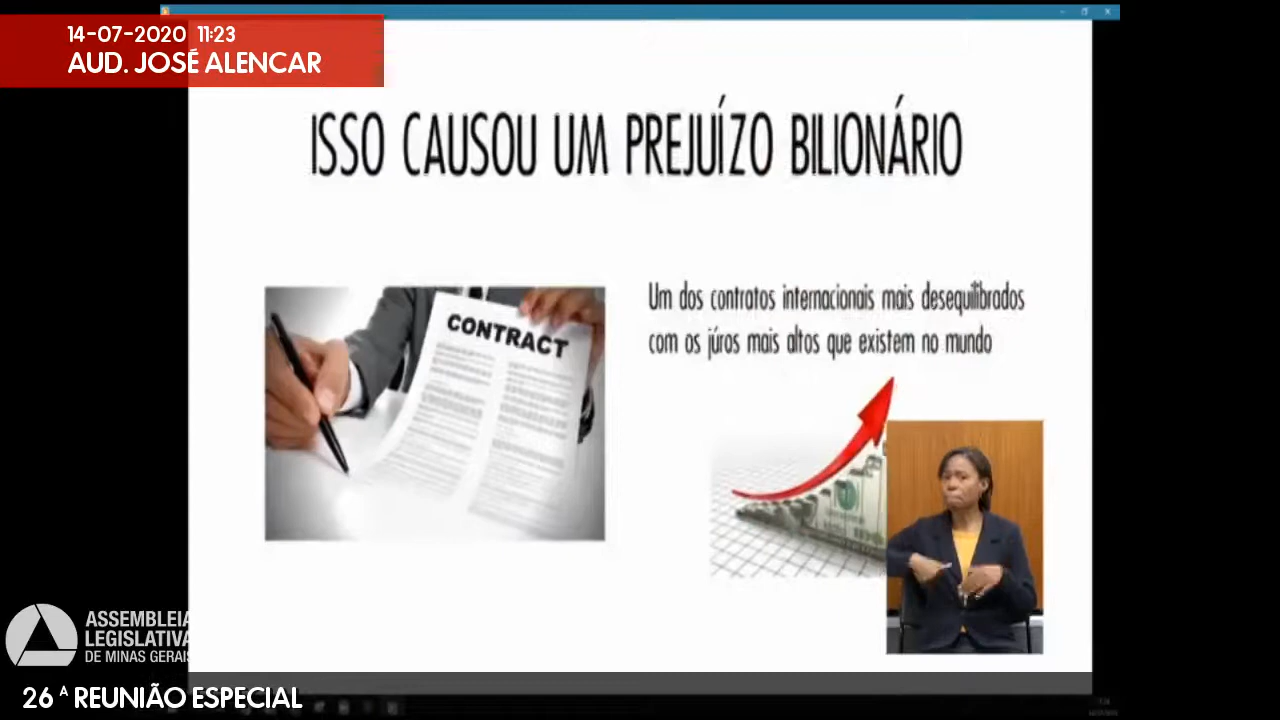 14-07-2020 11:23
AUD. JOSÉ ALENCAR
ISSO CAUSOU UM PREJUÍZO BILIONÁRIO
CONTRACT
Um dos contratos internacionais mais desequilibrados
com os júros mais altos que existem no mundo
ASSEMBLEIA
LEGISLATIVA
DE MINAS GERAIS
26ª REUNIÃO ESPECIAL